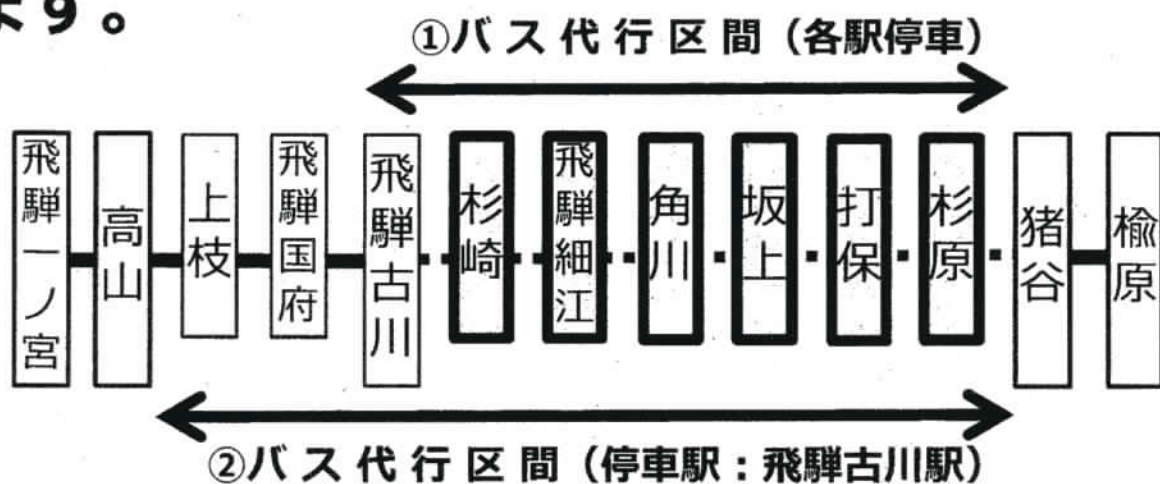 ます。
①バス代行区間（各駅停車）
飛騨一ノ宮
高山
上枝
飛騨国府
飛騨古川
杉崎
飛騨細江
角川
坂上
打保
杉原
猪谷
楡原
②バス代行区間（停車駅：飛騨古川駅）